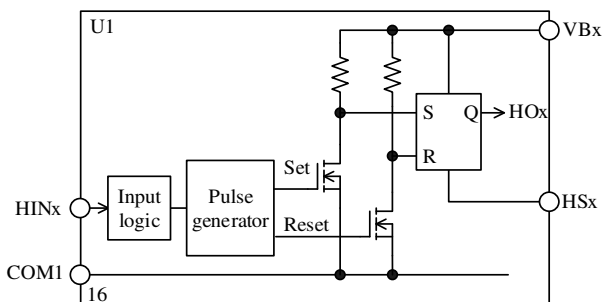 U1
VBx
S
Q
HOx
R
Set
Input
logic
Pulse
generator
HINx
HSx
Reset
COM1
16